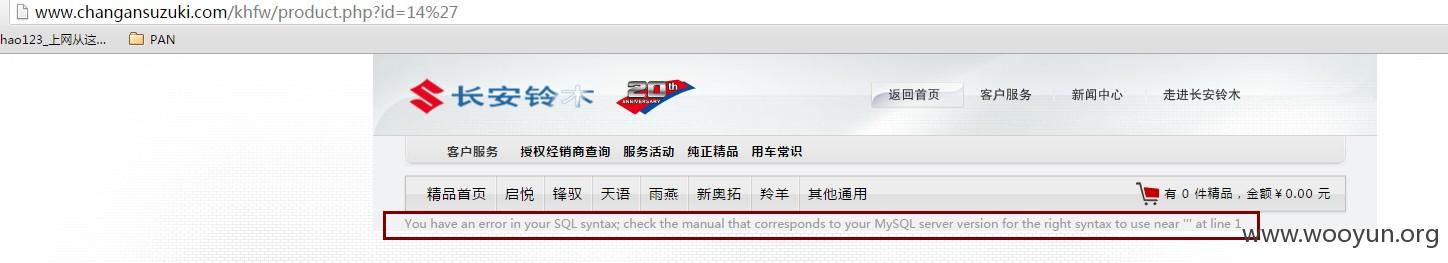 www.changansuzuki.com/khfw/product.php?id=14%27
hao123_上网从这... PAN
长安铃木 20th ANNIVERSARY 返回首页 客户服务 新闻中心 走进长安铃木
客户服务 授权经销商查询 服务活动 纯正精品 用车常识
精品首页 启悦 锋驭 天语 雨燕 新奥拓 羚羊 其他通用 有 0 件精品，金额￥0.00 元
You have an error in your SQL syntax; check the manual that corresponds to your MySQL server version for the right syntax to use near ''' at line 1
www.wooyun.org